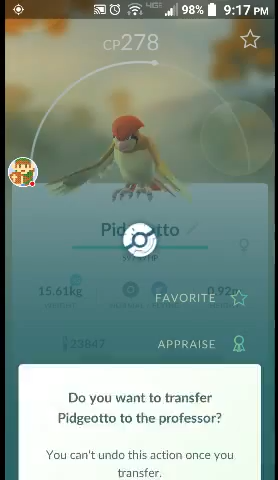 98% 9:17 PM
CP278
Pidgeotto
15.61kg
0.92m
FAVORITE
23847
APPRAISE
Do you want to transfer
Pidgeotto to the professor?
You can't undo this action once you
transfer.